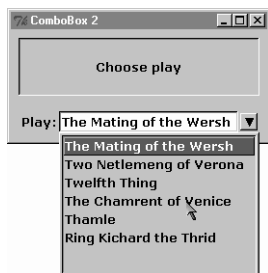 ComboBox 2
Choose play
Play: The Mating of the Wersh
The Mating of the Wersh
Two Netlemeng of Verona
Twelfth Thing
The Chamrent of Venice
Thamle
Ring Kichard the Thrid